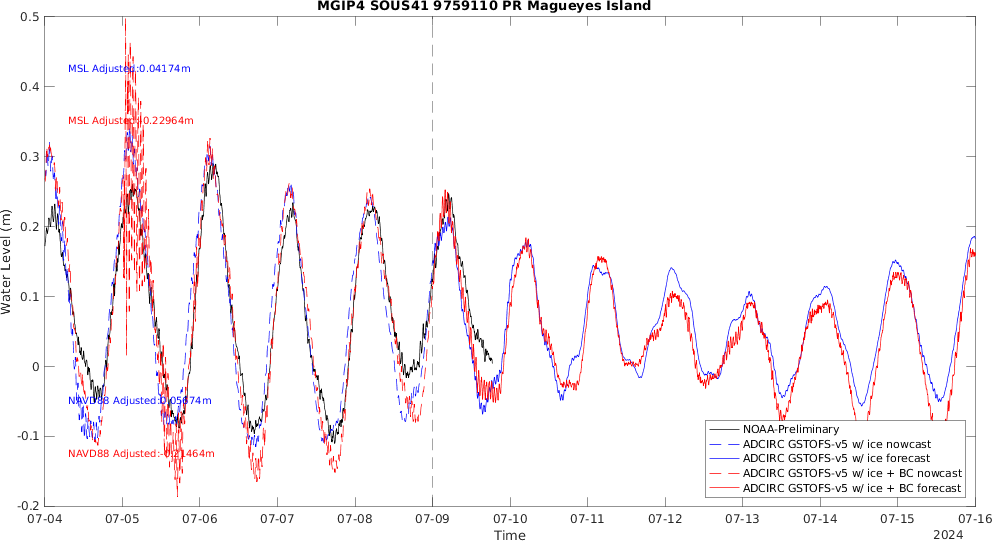 MGIP4 SOUS41 9759110 PR Magueyes Island
0.5
0.4
0.3
0.2
0.1
0
-0.1
-0.2
Water Level (m)
MSL Adjusted:0.04174m
MSL Adjusted:-0.22964m
NAVD88 Adjusted:0.05674m
NAVD88 Adjusted:-0.21464m
NOAA-Preliminary
ADCIRC GSTOFS-v5 w/ ice nowcast
ADCIRC GSTOFS-v5 w/ ice forecast
ADCIRC GSTOFS-v5 w/ ice + BC nowcast
ADCIRC GSTOFS-v5 w/ ice + BC forecast
07-04 07-05 07-06 07-07 07-08 07-09 07-10 07-11 07-12 07-13 07-14 07-15 07-16
Time
2024